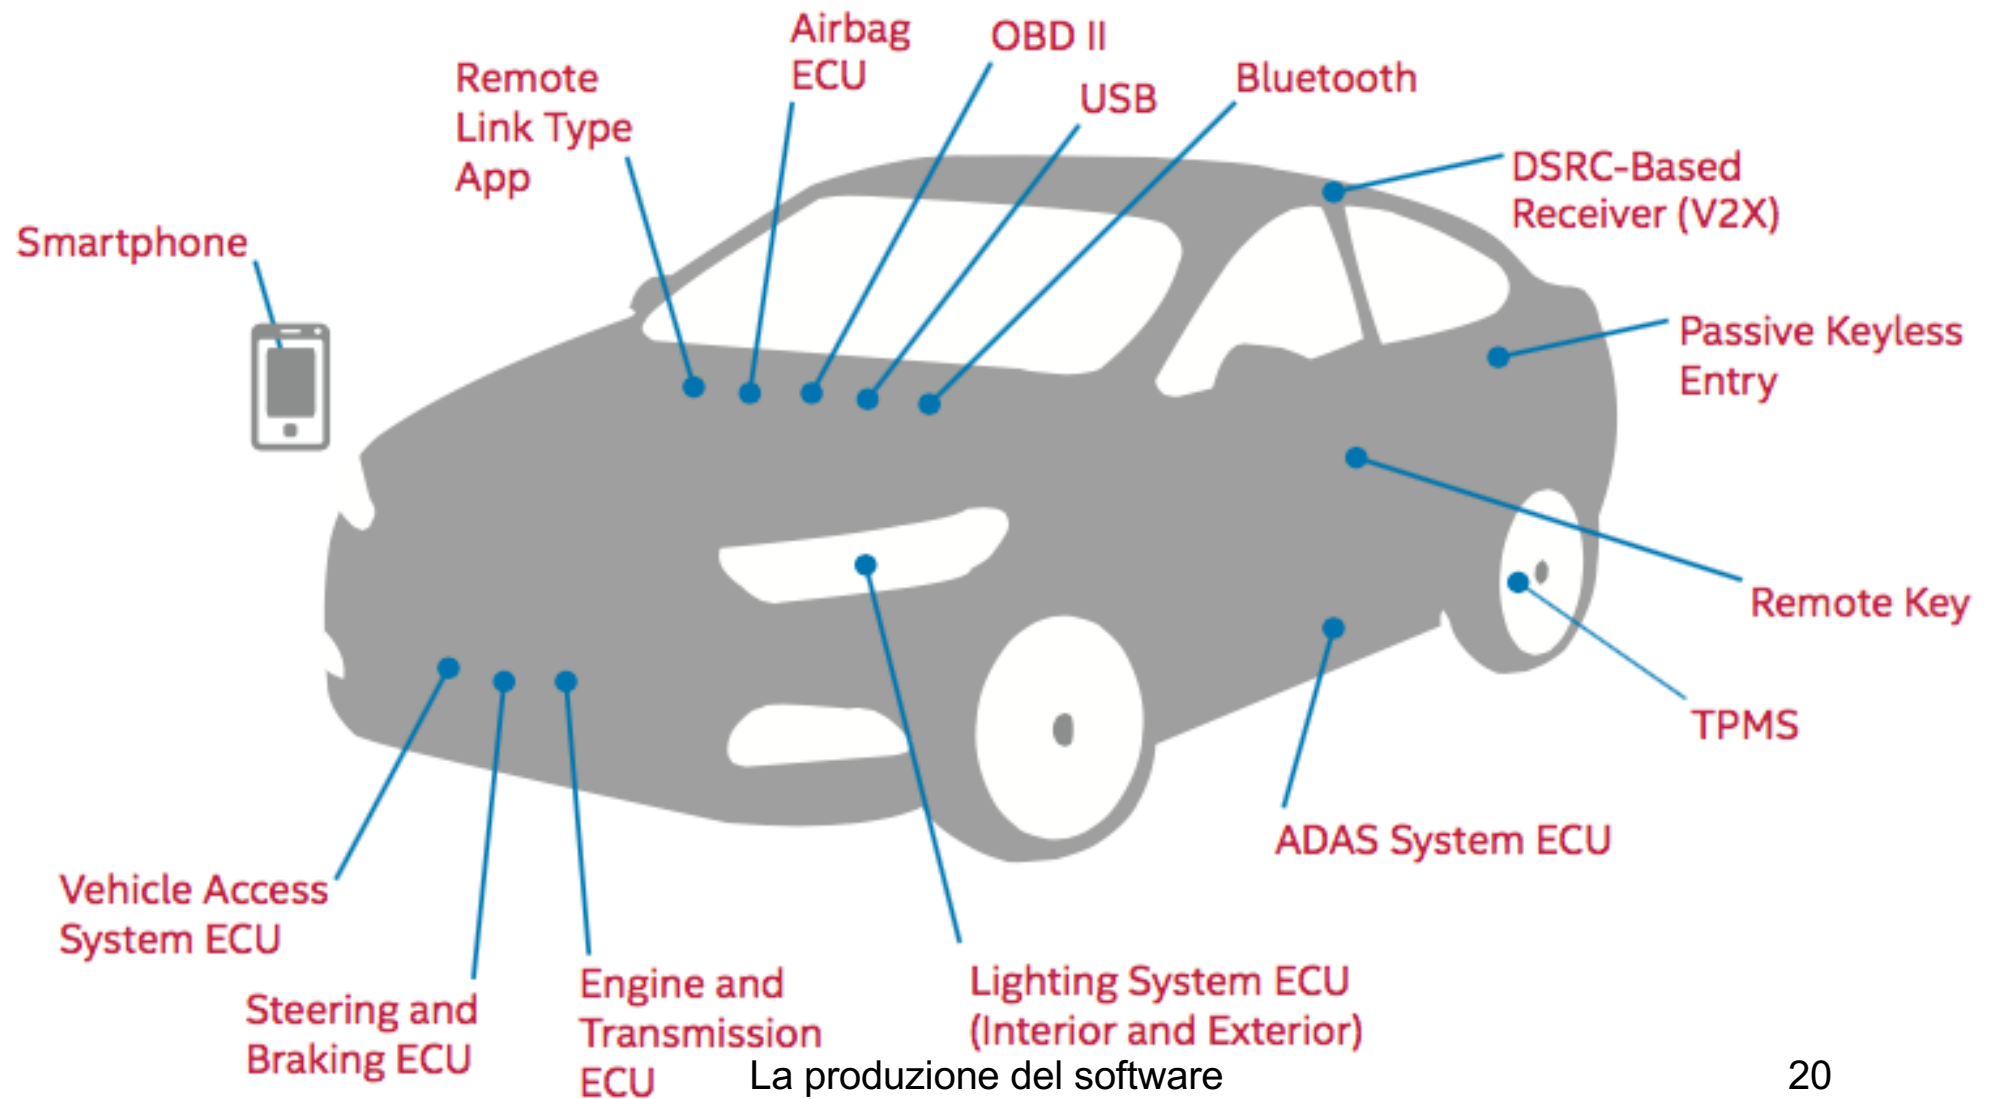 Airbag
ECU
OBD II
Remote
Link Type
App
USB
Bluetooth
DSRC-Based
Receiver (V2X)
Smartphone
Passive Keyless
Entry
Remote Key
TPMS
ADAS System ECU
Vehicle Access
System ECU
Steering and
Braking ECU
Engine and
Transmission
ECU
Lighting System ECU
(Interior and Exterior)
La produzione del software
20